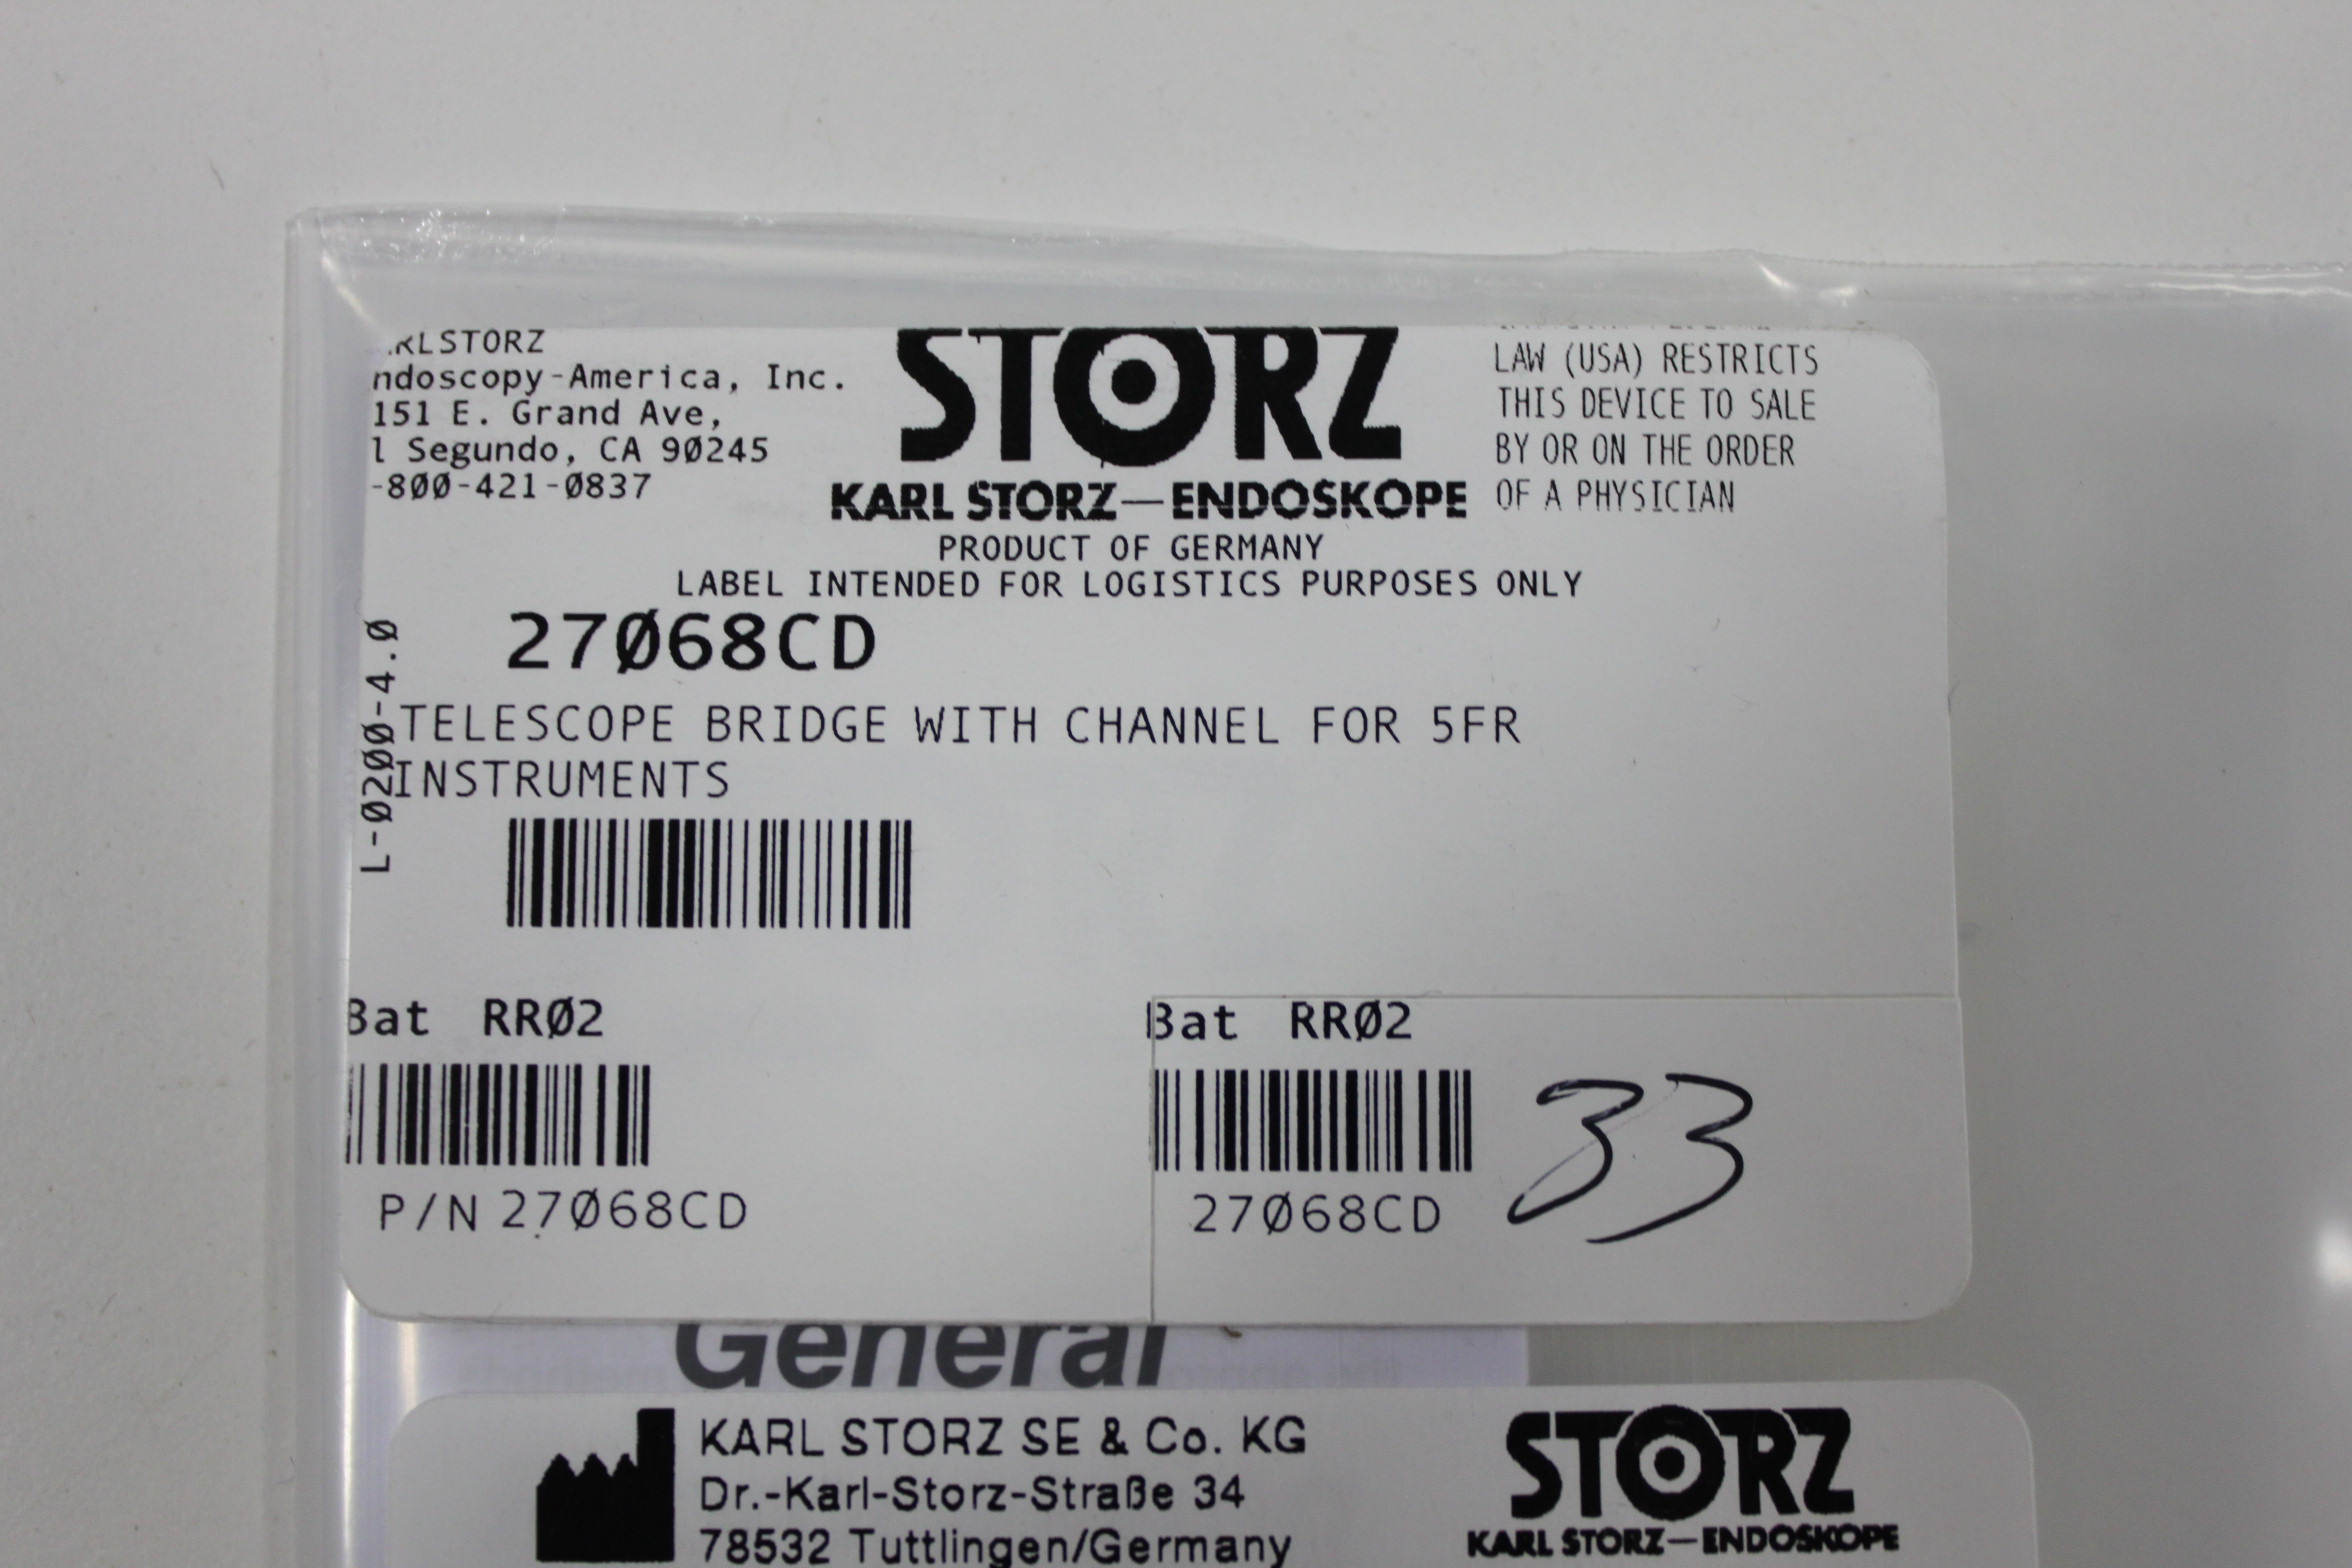 RLSTORZ
ndoscopy-America, Inc.
151 E. Grand Ave,
l Segundo, CA 90245
-800-421-0837
STORZ
KARL STORZ—ENDOSKOPE
LAW (USA) RESTRICTS
THIS DEVICE TO SALE
BY OR ON THE ORDER
OF A PHYSICIAN
PRODUCT OF GERMANY
LABEL INTENDED FOR LOGISTICS PURPOSES ONLY
27068CD
L-0200-4.0
TELESCOPE BRIDGE WITH CHANNEL FOR 5FR
INSTRUMENTS
Bat RR02
P/N 27068CD
Bat RR02
27068CD
33
General
KARL STORZ SE & Co. KG
Dr.-Karl-Storz-Straße 34
78532 Tuttlingen/Germany
STORZ
KARL STORZ—ENDOSKOPE